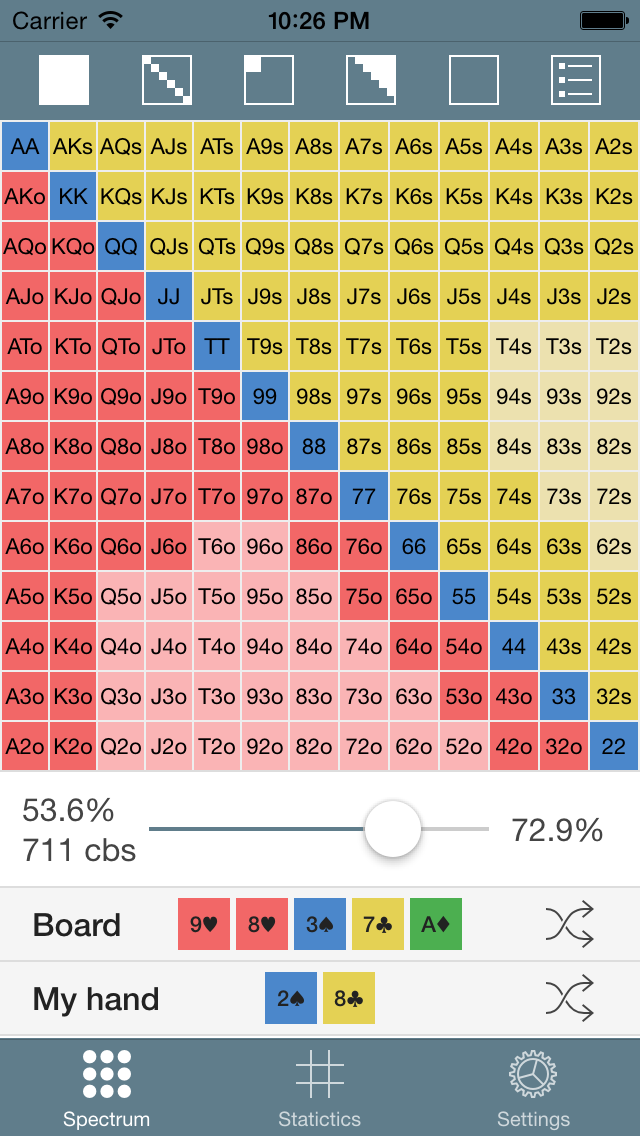 Carrier 10:26 PM
AA AKs AQs AJs ATs A9s A8s A7s A6s A5s A4s A3s A2s
AKo KK KQs KJs KTs K9s K8s K7s K6s K5s K4s K3s K2s
AQo KQo QQ QJs QTs Q9s Q8s Q7s Q6s Q5s Q4s Q3s Q2s
AJo KJo QJo JJ JTs J9s J8s J7s J6s J5s J4s J3s J2s
ATo KTo QTo JTo TT T9s T8s T7s T6s T5s T4s T3s T2s
A9o K9o Q9o J9o T9o 99 98s 97s 96s 95s 94s 93s 92s
A8o K8o Q8o J8o T8o 98o 88 87s 86s 85s 84s 83s 82s
A7o K7o Q7o J7o T7o 97o 87o 77 76s 75s 74s 73s 72s
A6o K6o Q6o J6o T6o 96o 86o 76o 66 65s 64s 63s 62s
A5o K5o Q5o J5o T5o 95o 85o 75o 65o 55 54s 53s 52s
A4o K4o Q4o J4o T4o 94o 84o 74o 64o 54o 44 43s 42s
A3o K3o Q3o J3o T3o 93o 83o 73o 63o 53o 43o 33 32s
A2o K2o Q2o J2o T2o 92o 82o 72o 62o 52o 42o 32o 22
53.6%
711 cbs
72.9%
Board 9♥ 8♥ 3♠ 7♣ A♦
My hand 2♠ 8♣
Spectrum Statictics Settings